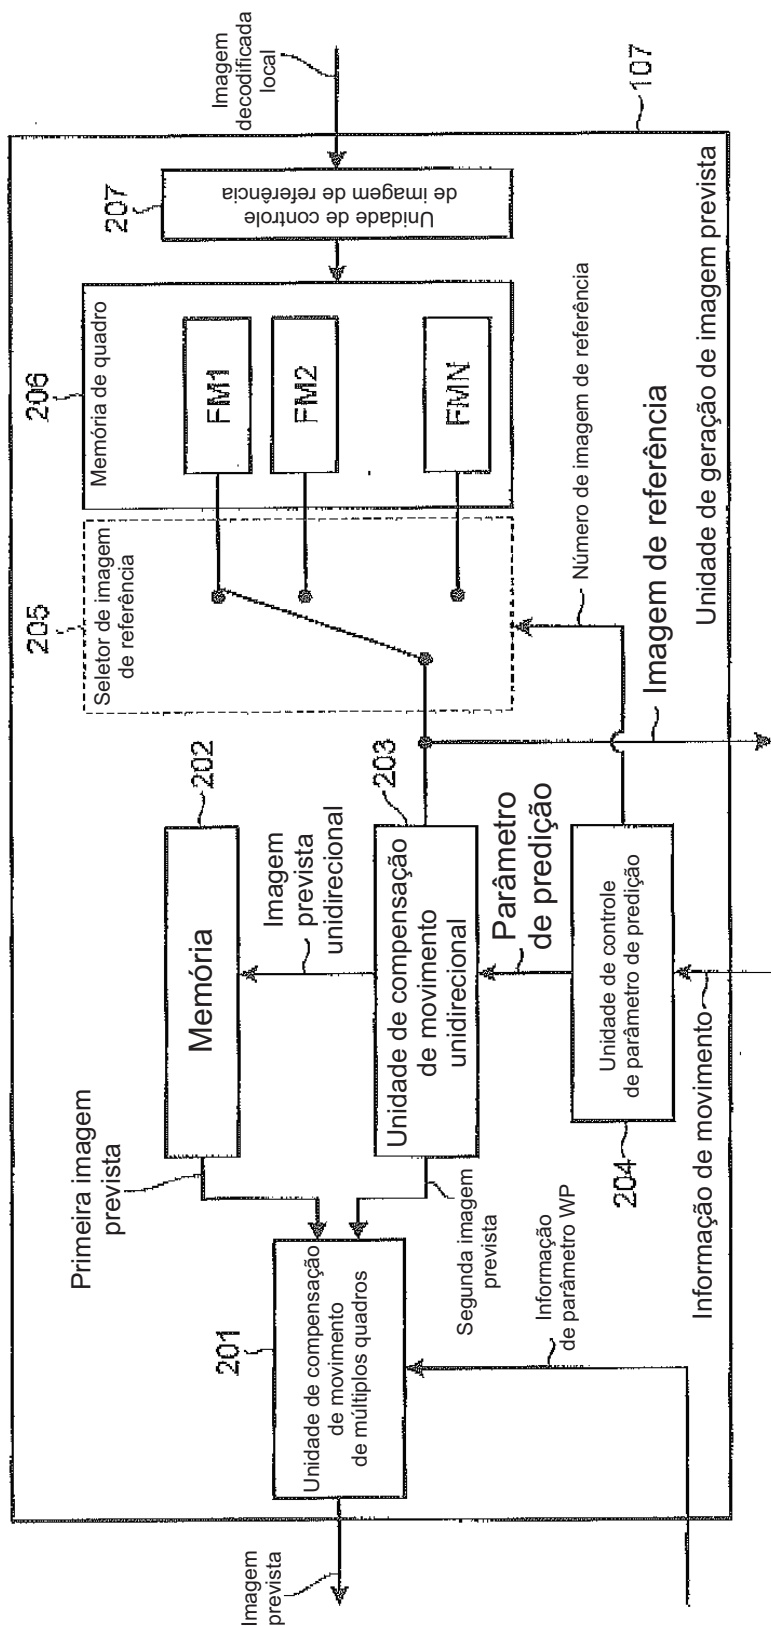 Imagem
decodificada
local
107
207
Unidade de controle
de imagem de referência
206
Memória de quadro
FM1
FM2
FMN
205
Seletor de imagem
de referência
Número de imagem de referência
Imagem de referência
Unidade de geração de imagem prevista
202
Memória
Imagem
prevista
unidirecional
203
Unidade de compensação
de movimento
unidirecional
Parâmetro
de predição
Unidade de controle
de parâmetro de predição
204
Informação de movimento
Primeira imagem
prevista
Segunda imagem
prevista
201
Unidade de compensação
de movimento
de múltiplos quadros
Informação
de parâmetro WP
Imagem
prevista